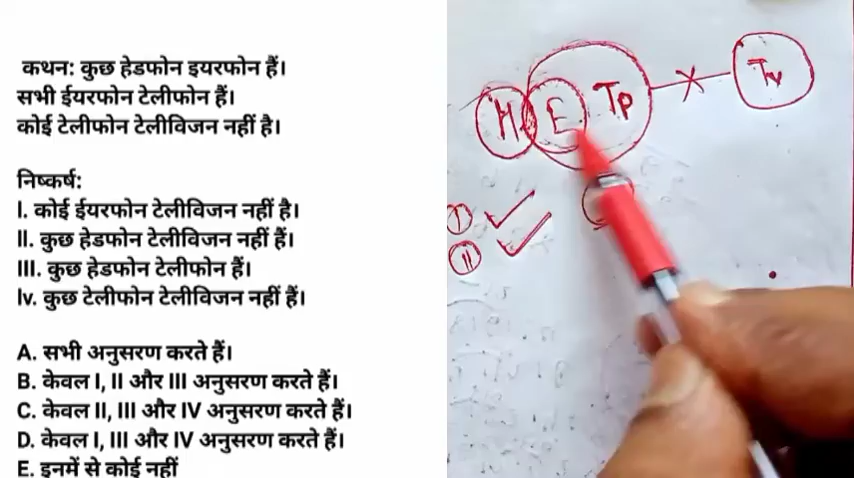 कथन: कुछ हेडफोन इयरफोन हैं।
सभी ईयरफोन टेलीफोन हैं।
कोई टेलीफोन टेलीविजन नहीं है।
निष्कर्ष:
I. कोई ईयरफोन टेलीविजन नहीं है।
II. कुछ हेडफोन टेलीविजन नहीं हैं।
III. कुछ हेडफोन टेलीफोन हैं।
Iv. कुछ टेलीफोन टेलीविजन नहीं हैं।
A. सभी अनुसरण करते हैं।
B. केवल I, II और III अनुसरण करते हैं।
C. केवल II, III और IV अनुसरण करते हैं।
D. केवल I, III और IV अनुसरण करते हैं।
E. इनमें से कोई नहीं
H E Tp Tv
I
II